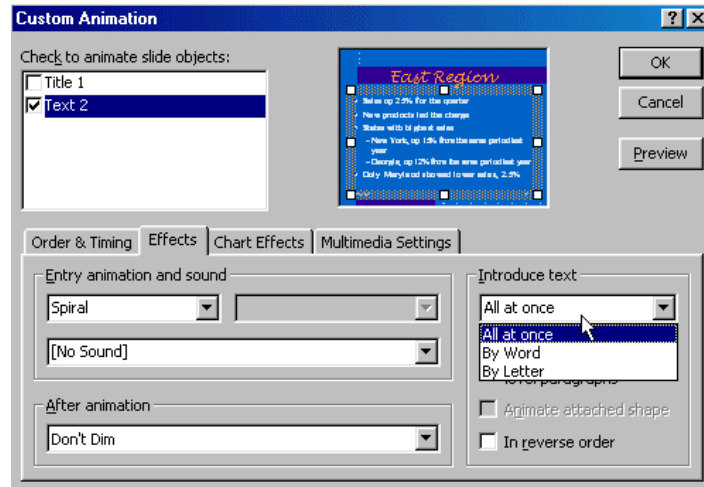 Custom Animation
Check to animate slide objects:
Title 1
Text 2
East Region
Sales up 25% for the quarter
New products led the charge
States with highest sales
– New York, up 15% from the same period last
year
– Georgia, up 12% from the same period last year
Only Maryland showed lower sales, 2.5%
OK
Cancel
Preview
Order & Timing
Effects
Chart Effects
Multimedia Settings
Entry animation and sound
Spiral
[No Sound]
After animation
Don't Dim
Introduce text
All at once
All at once
By Word
By Letter
level paragraphs
Animate attached shape
In reverse order